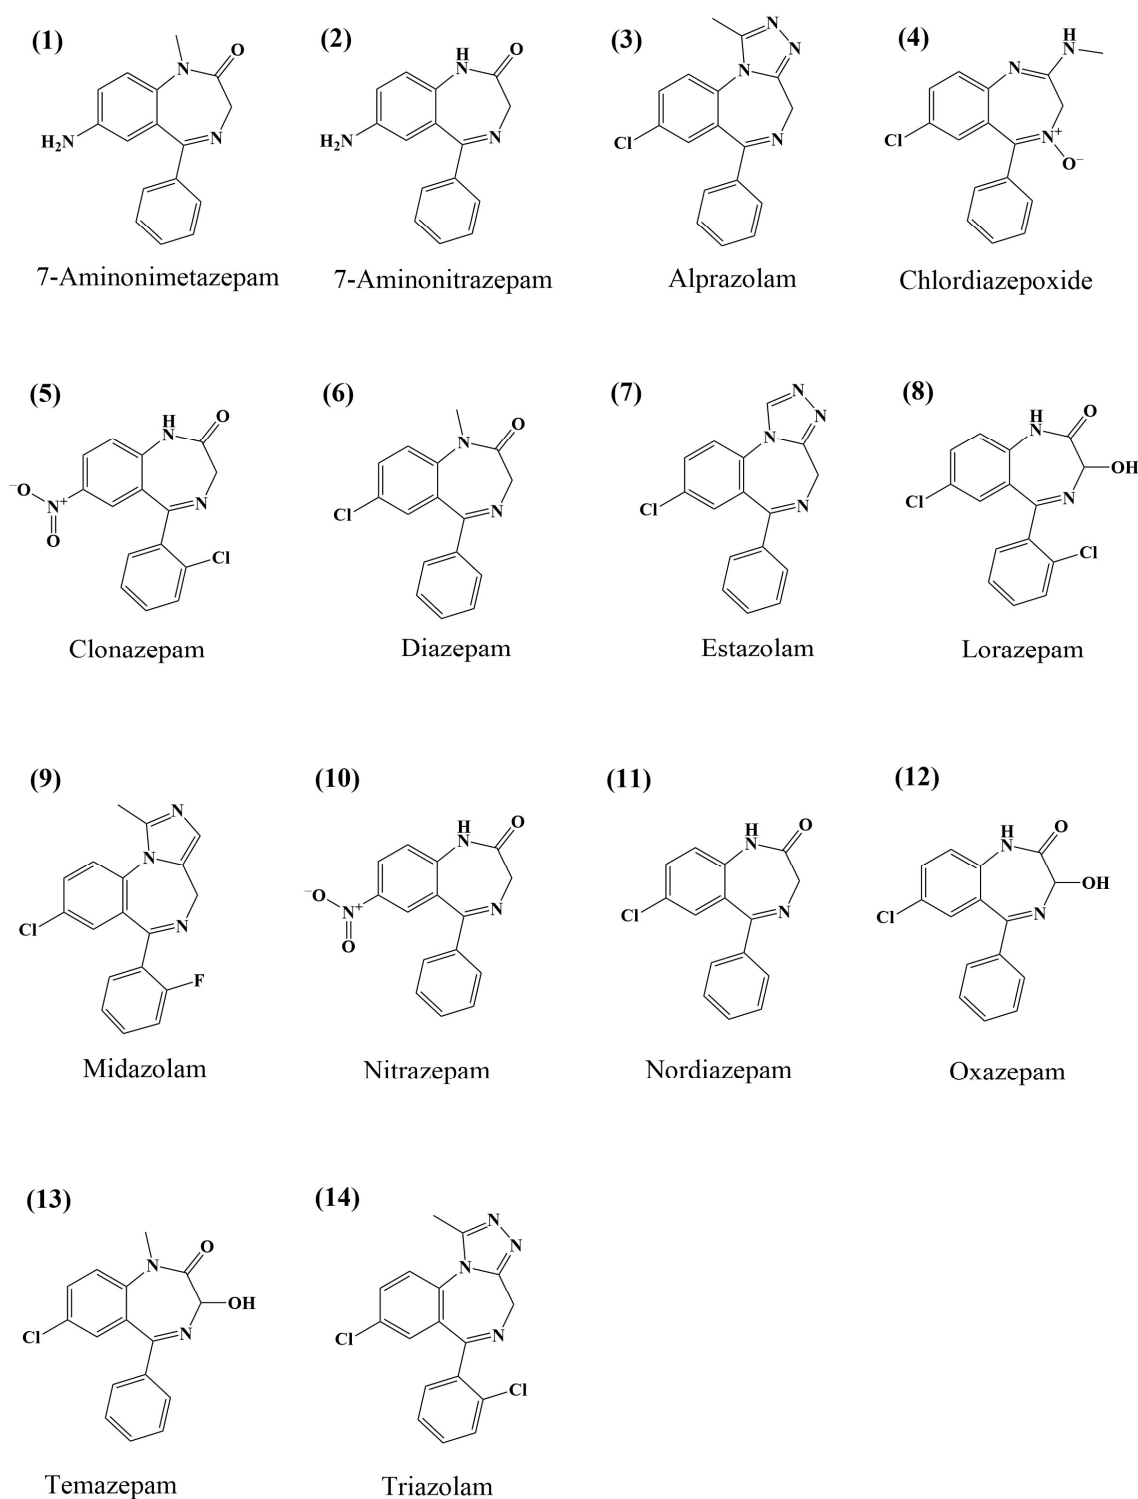 (1) (2) (3) (4)
N O H N O N N N H N N
H₂N N H₂N N Cl N Cl N⁺ O⁻
7-Aminonimetazepam 7-Aminonitrazepam Alprazolam Chlordiazepoxide
(5) (6) (7) (8)
H N O N O N N N H N O OH
⁻O N⁺ O N Cl Cl N Cl N Cl N Cl
Clonazepam Diazepam Estazolam Lorazepam
(9) (10) (11) (12)
N N H N O H N O H N O OH
Cl N F ⁻O N⁺ O N Cl N Cl N
Midazolam Nitrazepam Nordiazepam Oxazepam
(13) (14)
N O OH N N N
Cl N Cl N Cl
Temazepam Triazolam